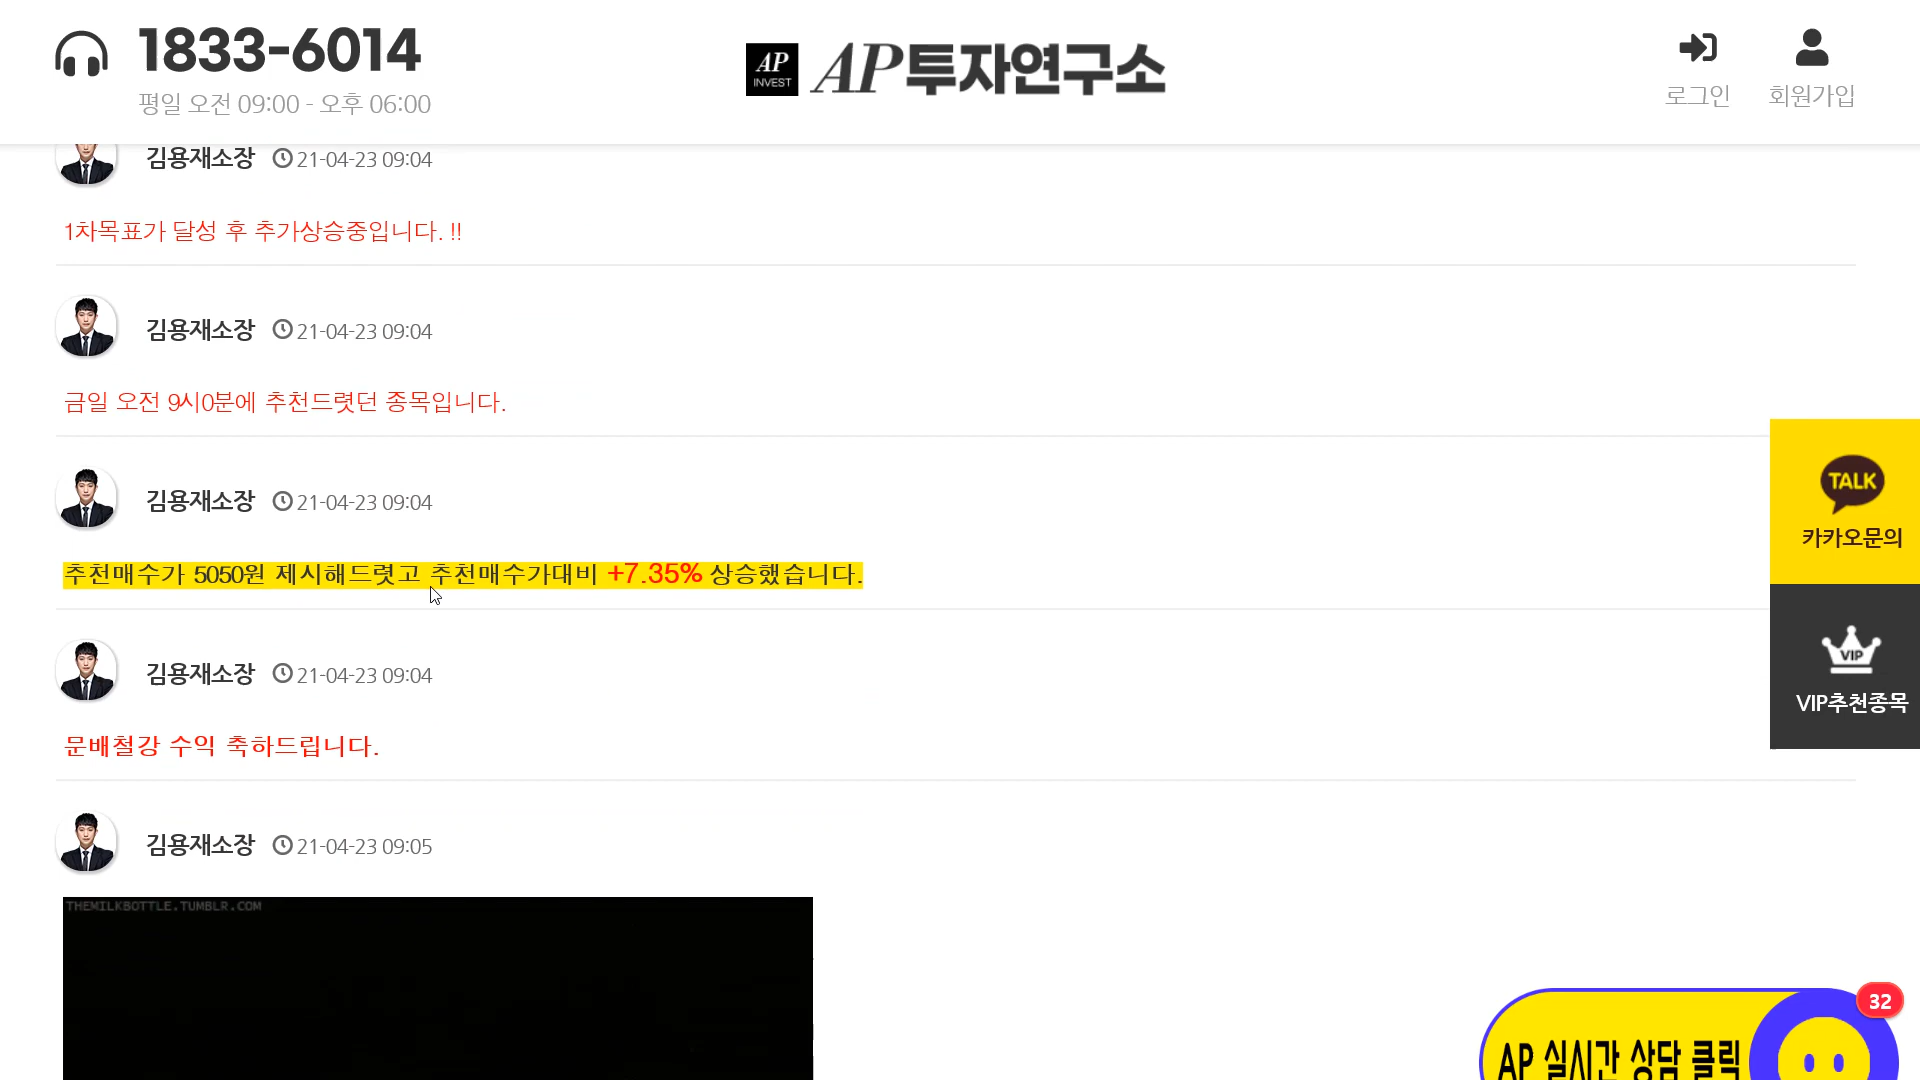 1833-6014
평일 오전 09:00 - 오후 06:00
AP
INVEST
AP투자연구소
로그인
회원가입
김용재소장 21-04-23 09:04
1차목표가 달성 후 추가상승중입니다. !!
김용재소장 21-04-23 09:04
금일 오전 9시0분에 추천드렷던 종목입니다.
김용재소장 21-04-23 09:04
추천매수가 5050원 제시해드렷고 추천매수가대비 +7.35% 상승했습니다.
김용재소장 21-04-23 09:04
문배철강 수익 축하드립니다.
김용재소장 21-04-23 09:05
THEMILKBOTTLE.TUMBLR.COM
TALK
카카오문의
VIP
VIP추천종목
32
AP 실시간 상담 클릭